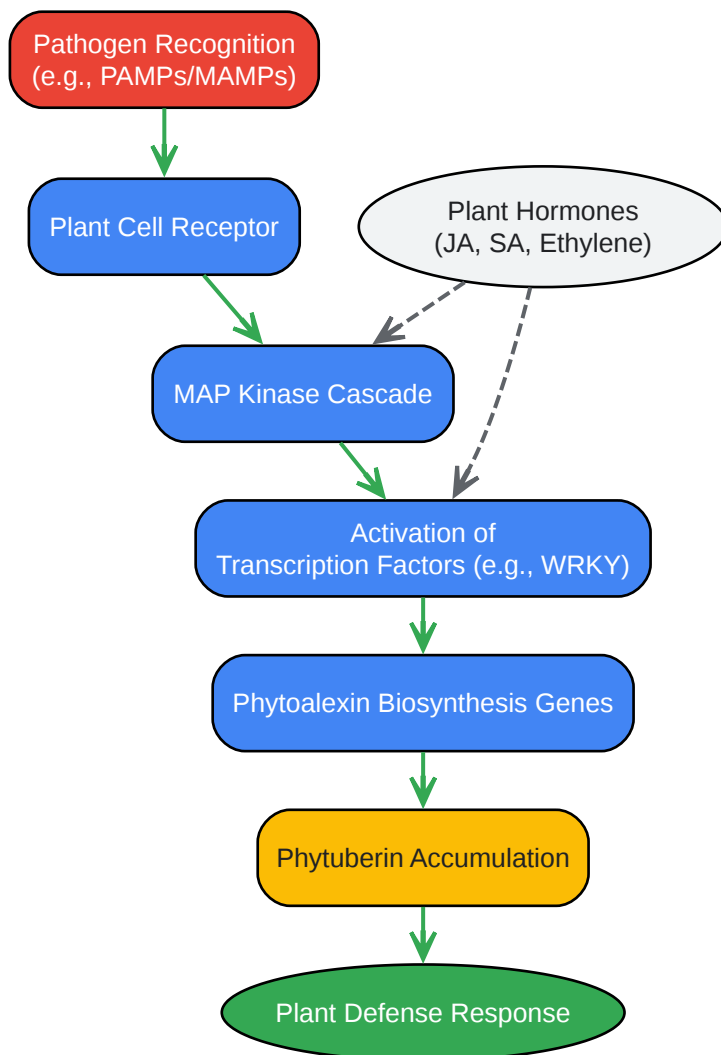 Pathogen Recognition
(e.g., PAMPs/MAMPs)
Plant Cell Receptor
Plant Hormones
(JA, SA, Ethylene)
MAP Kinase Cascade
Activation of
Transcription Factors (e.g., WRKY)
Phytoalexin Biosynthesis Genes
Phytuberin Accumulation
Plant Defense Response